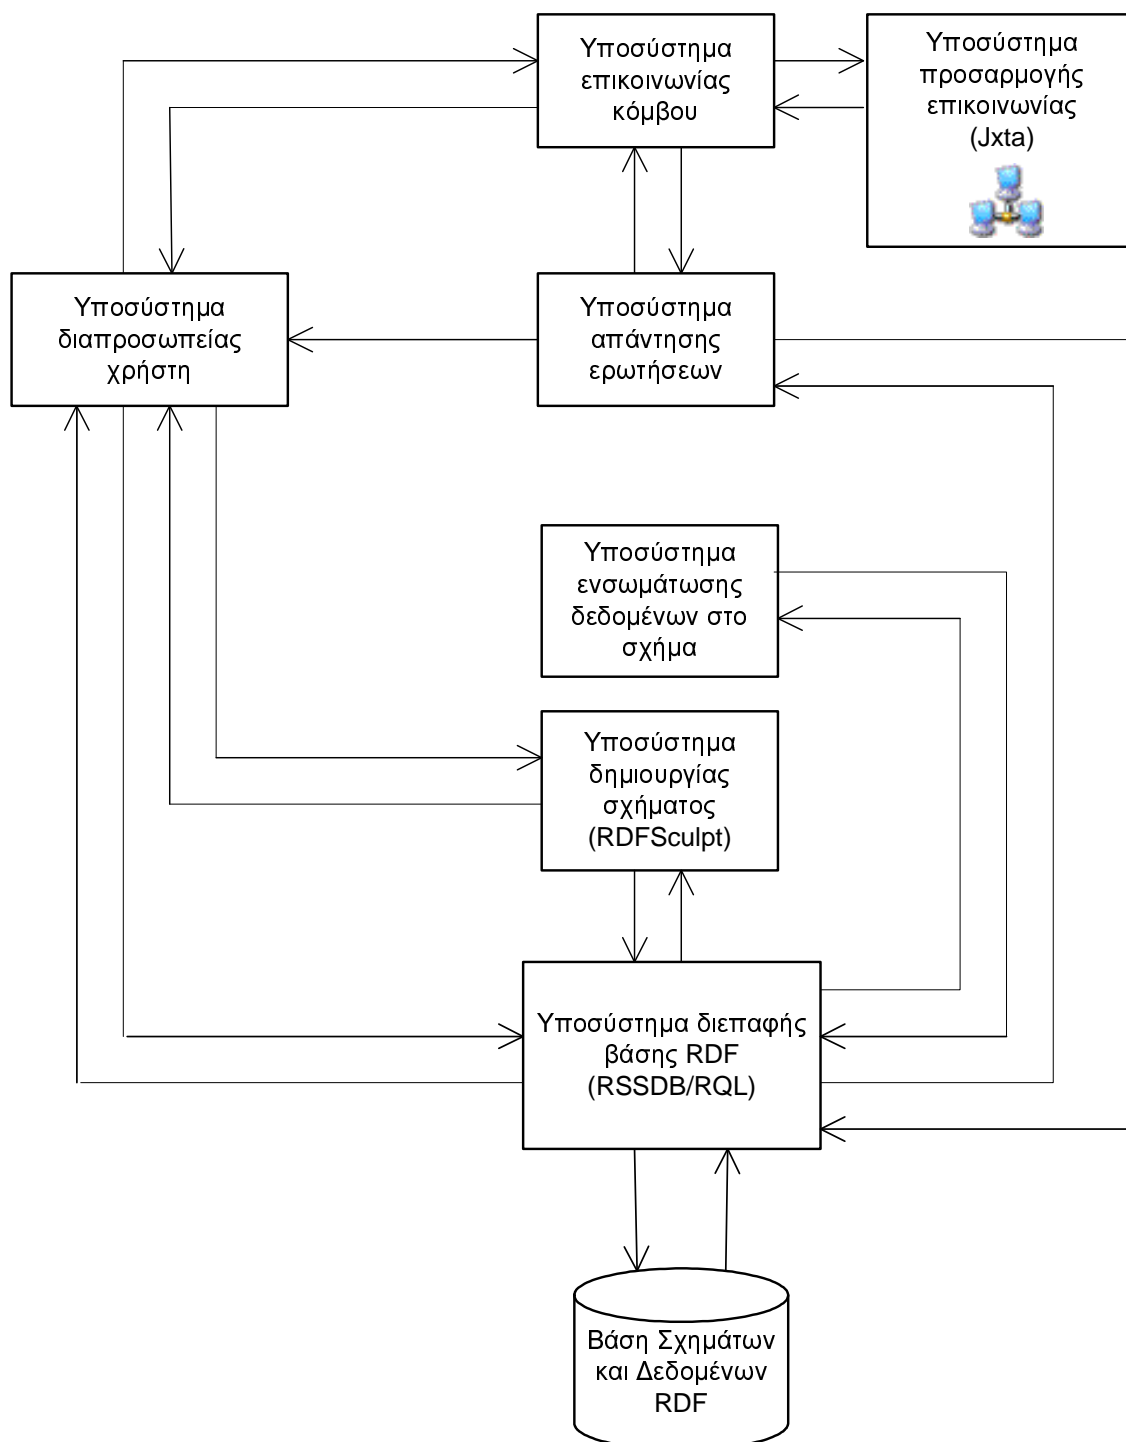 Υποσύστημα
επικοινωνίας
κόμβου
Υποσύστημα
προσαρμογής
επικοινωνίας
(Jxta)
Υποσύστημα
διαπροσωπείας
χρήστη
Υποσύστημα
απάντησης
ερωτήσεων
Υποσύστημα
ενσωμάτωσης
δεδομένων στο
σχήμα
Υποσύστημα
δημιουργίας
σχήματος
(RDFSculpt)
Υποσύστημα διεπαφής
βάσης RDF
(RSSDB/RQL)
Βάση Σχημάτων
και Δεδομένων
RDF